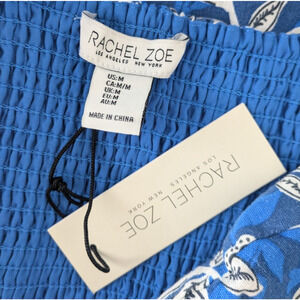 RACHEL ZOE
LOS ANGELES NEW YORK
US:M
CA:M/M
UK:M
EU:M
AU:M
MADE IN CHINA
RACHEL ZOE
LOS ANGELES NEW YORK